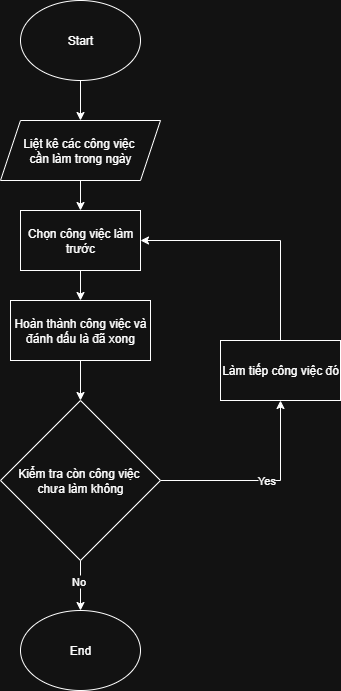 Start
Liệt kê các công việc
cần làm trong ngày
Chọn công việc làm
trước
Hoàn thành công việc và
đánh dấu là đã xong
Làm tiếp công việc đó
Kiểm tra còn công việc
chưa làm không
Yes
No
End